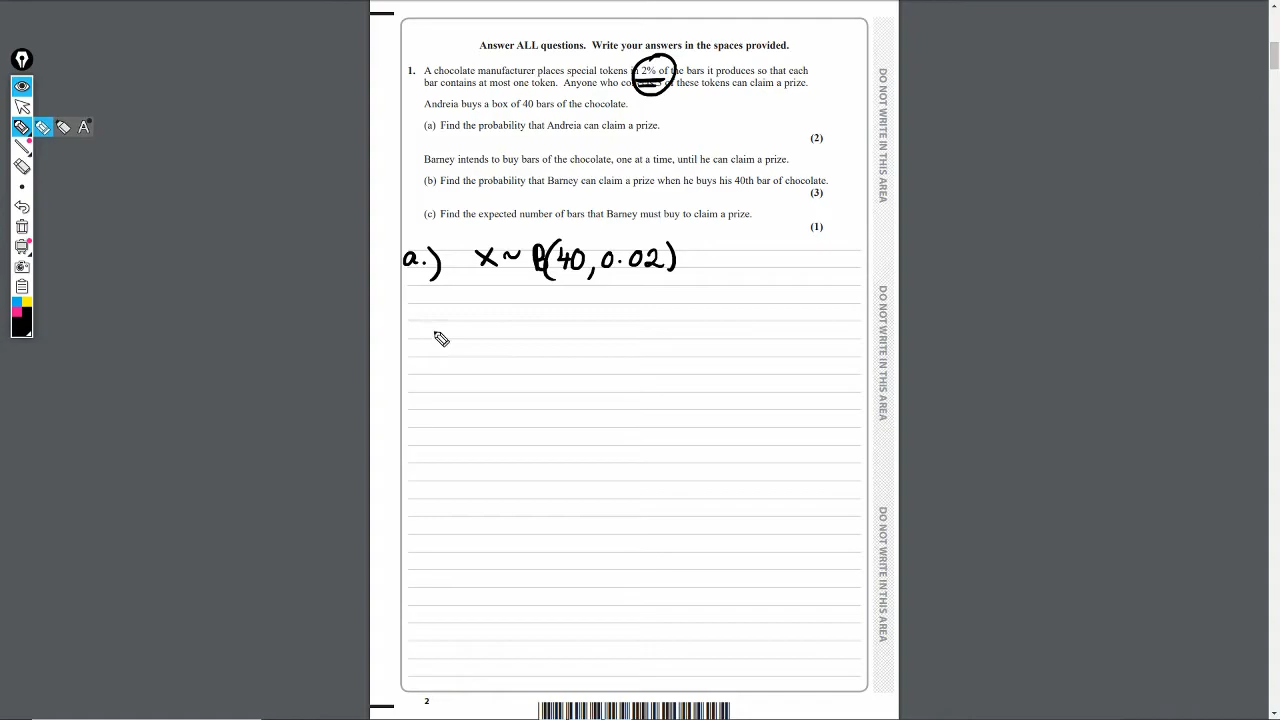 Answer ALL questions. Write your answers in the spaces provided.
1. A chocolate manufacturer places special tokens in 2% of the bars it produces so that each
bar contains at most one token. Anyone who of these tokens can claim a prize.
Andreia buys a box of 40 bars of the chocolate.
(a) Find the probability that Andreia can claim a prize.
(2)
Barney intends to buy bars of the chocolate, one at a time, until he can claim a prize.
(b) Find the probability that Barney can claim a prize when he buys his 40th bar of chocolate.
(3)
(c) Find the expected number of bars that Barney must buy to claim a prize.
(1)
a.) X ~ B(40, 0.02)
2
DO NOT WRITE IN THIS AREA
DO NOT WRITE IN THIS AREA
DO NOT WRITE IN THIS AREA
A